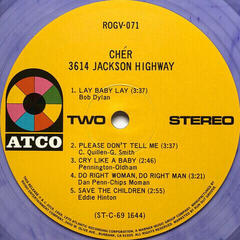 ROGV-071
CHÉR
3614 JACKSON HIGHWAY
1. LAY BABY LAY (3:37)
Bob Dylan
TWO
STEREO
ATCO
2. PLEASE DON'T TELL ME (3:33)
C. Quillen-G. Smith
3. CRY LIKE A BABY (2:46)
Pennington-Oldham
4. DO RIGHT WOMAN, DO RIGHT MAN (3:21)
Dan Penn-Chips Moman
5. SAVE THE CHILDREN (2:55)
Eddie Hinton
(ST-C-69 1644)